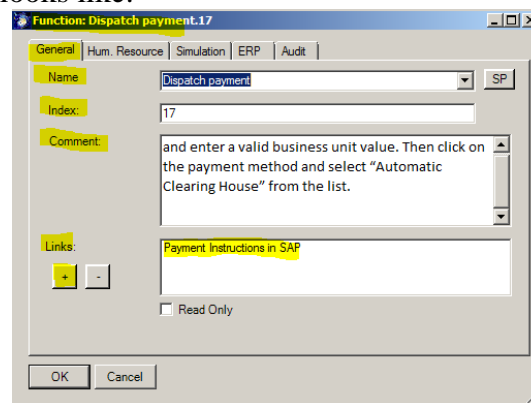 looks like:
Function: Dispatch payment.17
General Hum. Resource Simulation ERP Audit
Name Dispatch payment SP
Index: 17
Comment: and enter a valid business unit value. Then click on
the payment method and select “Automatic
Clearing House” from the list.
Links: Payment Instructions in SAP
+ -
Read Only
OK Cancel